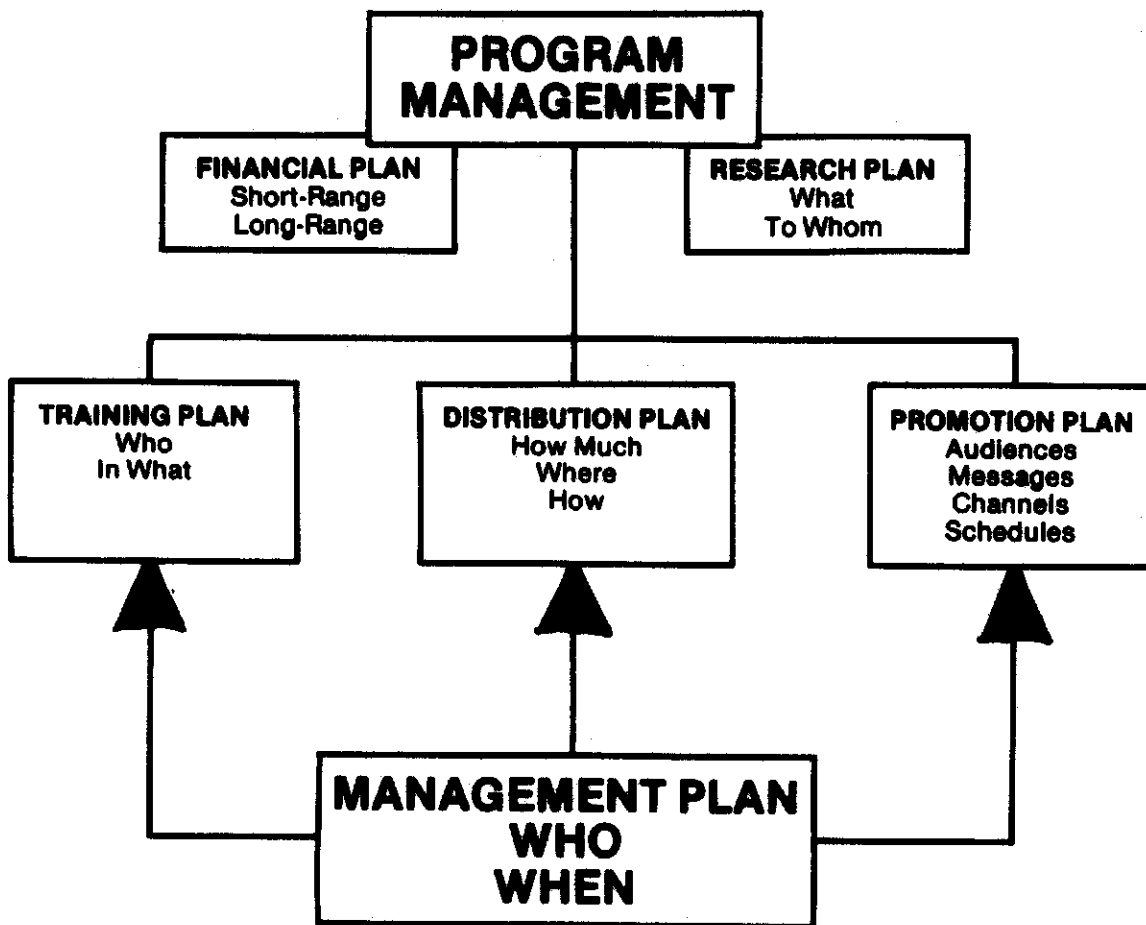 PROGRAM
MANAGEMENT
FINANCIAL PLAN
Short-Range
Long-Range
RESEARCH PLAN
What
To Whom
TRAINING PLAN
Who
In What
DISTRIBUTION PLAN
How Much
Where
How
PROMOTION PLAN
Audiences
Messages
Channels
Schedules
MANAGEMENT PLAN
WHO
WHEN